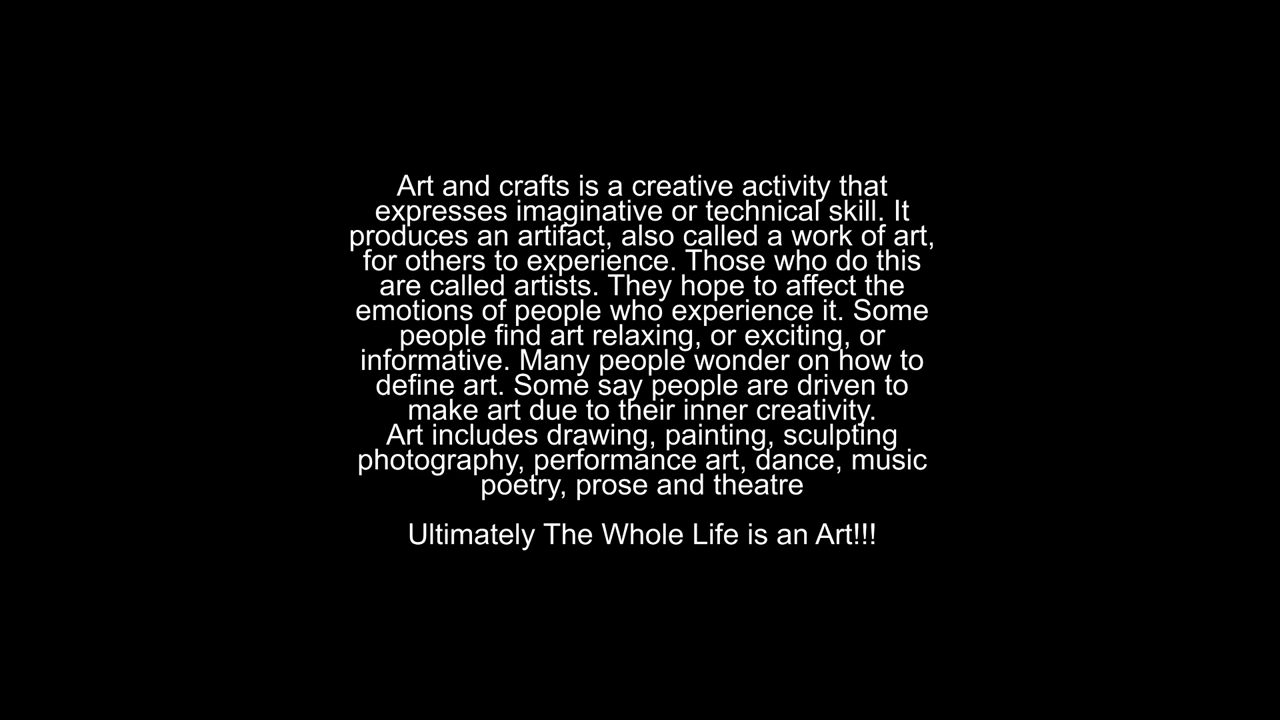 Art and crafts is a creative activity that
expresses imaginative or technical skill. It
produces an artifact, also called a work of art,
for others to experience. Those who do this
are called artists. They hope to affect the
emotions of people who experience it. Some
people find art relaxing, or exciting, or
informative. Many people wonder on how to
define art. Some say people are driven to
make art due to their inner creativity.
Art includes drawing, painting, sculpting
photography, performance art, dance, music
poetry, prose and theatre
Ultimately The Whole Life is an Art!!!